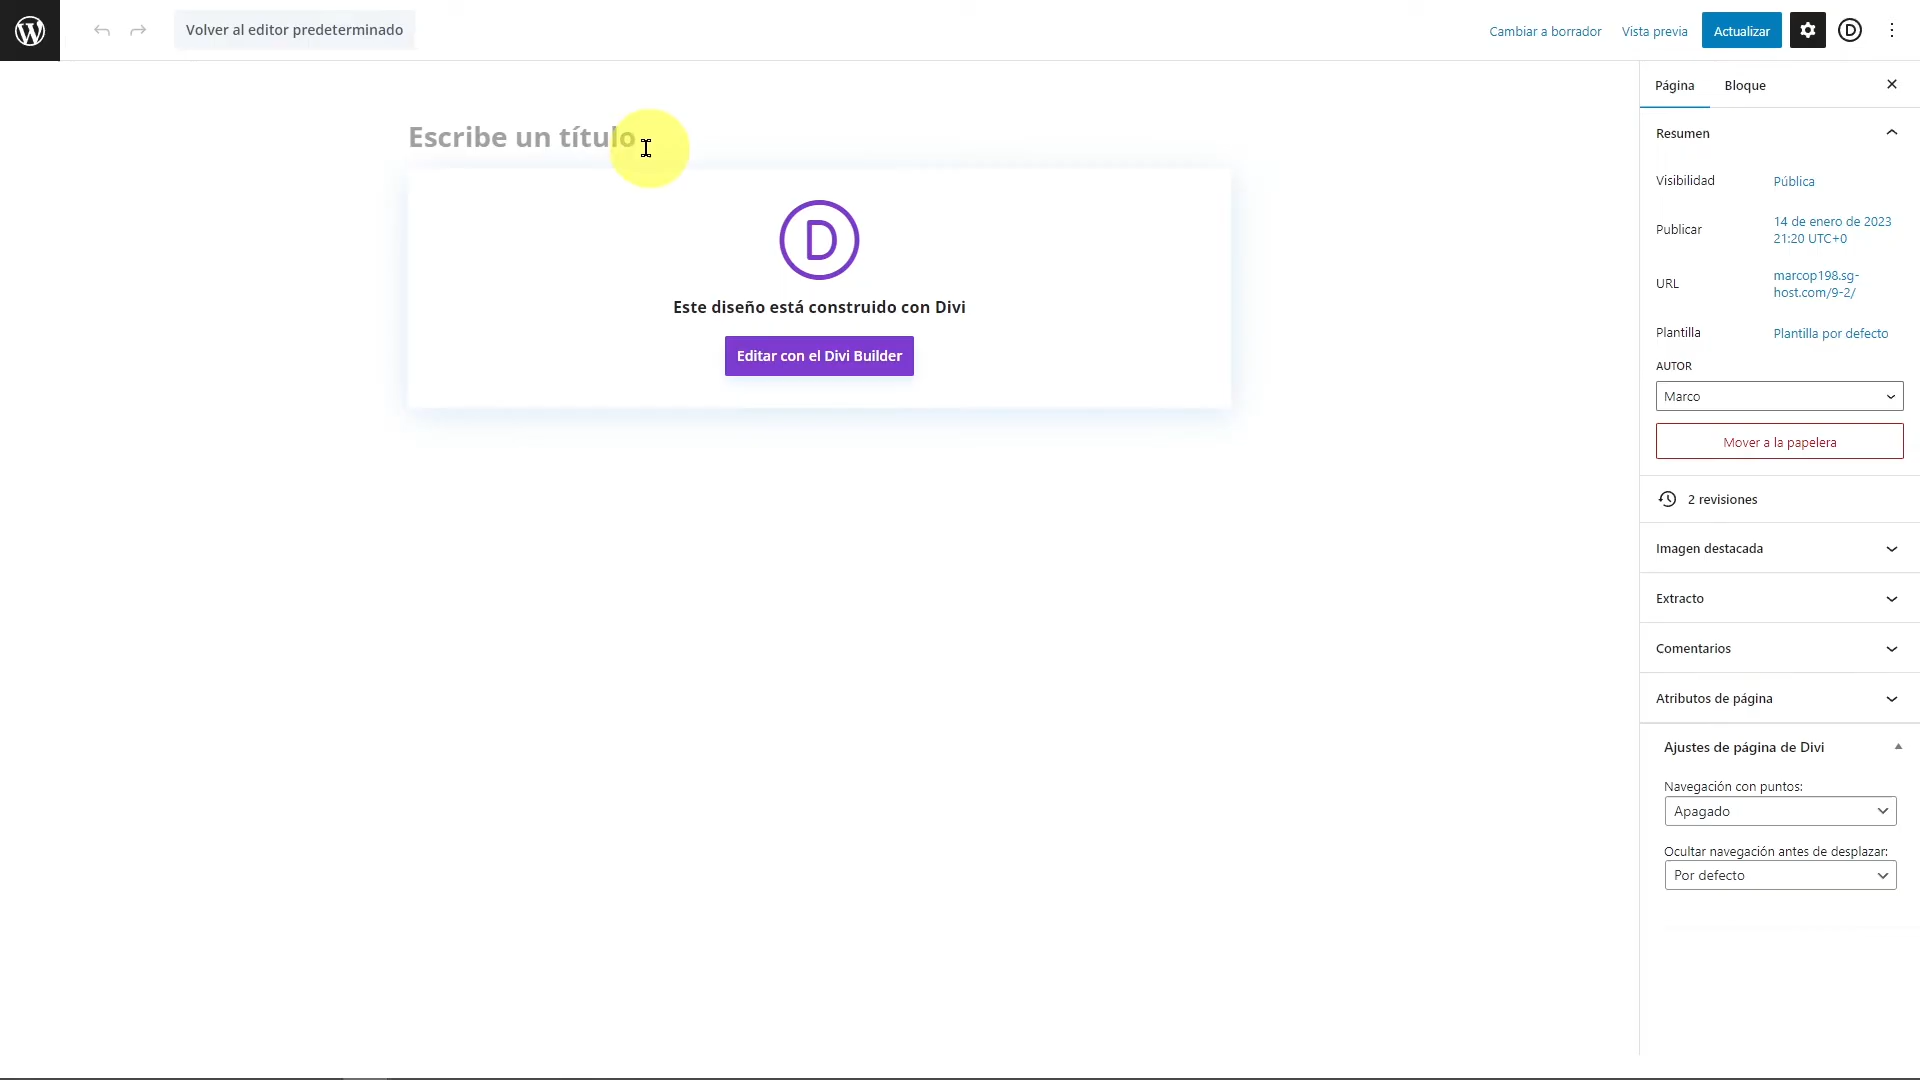 Volver al editor predeterminado
Cambiar a borrador
Vista previa
Actualizar
Página
Bloque
Escribe un título
Este diseño está construido con Divi
Editar con el Divi Builder
Resumen
Visibilidad
Pública
Publicar
14 de enero de 2023
21:20 UTC+0
URL
marcop198.sg-
host.com/9-2/
Plantilla
Plantilla por defecto
AUTOR
Marco
Mover a la papelera
2 revisiones
Imagen destacada
Extracto
Comentarios
Atributos de página
Ajustes de página de Divi
Navegación con puntos:
Apagado
Ocultar navegación antes de desplazar:
Por defecto